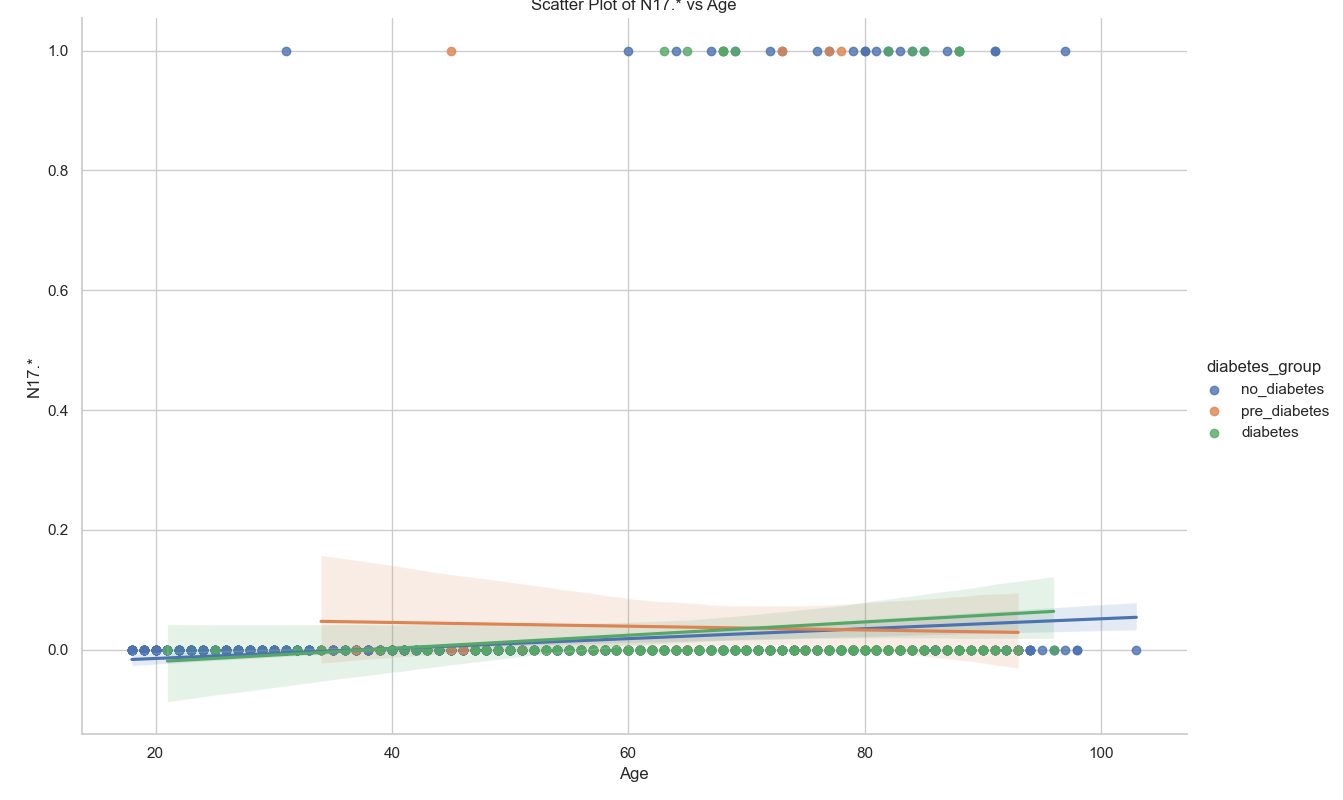 Scatter Plot of N17.* vs Age
1.0
0.8
0.6
0.4
0.2
0.0
N17.*
20 40 60 80 100
Age
diabetes_group
no_diabetes
pre_diabetes
diabetes